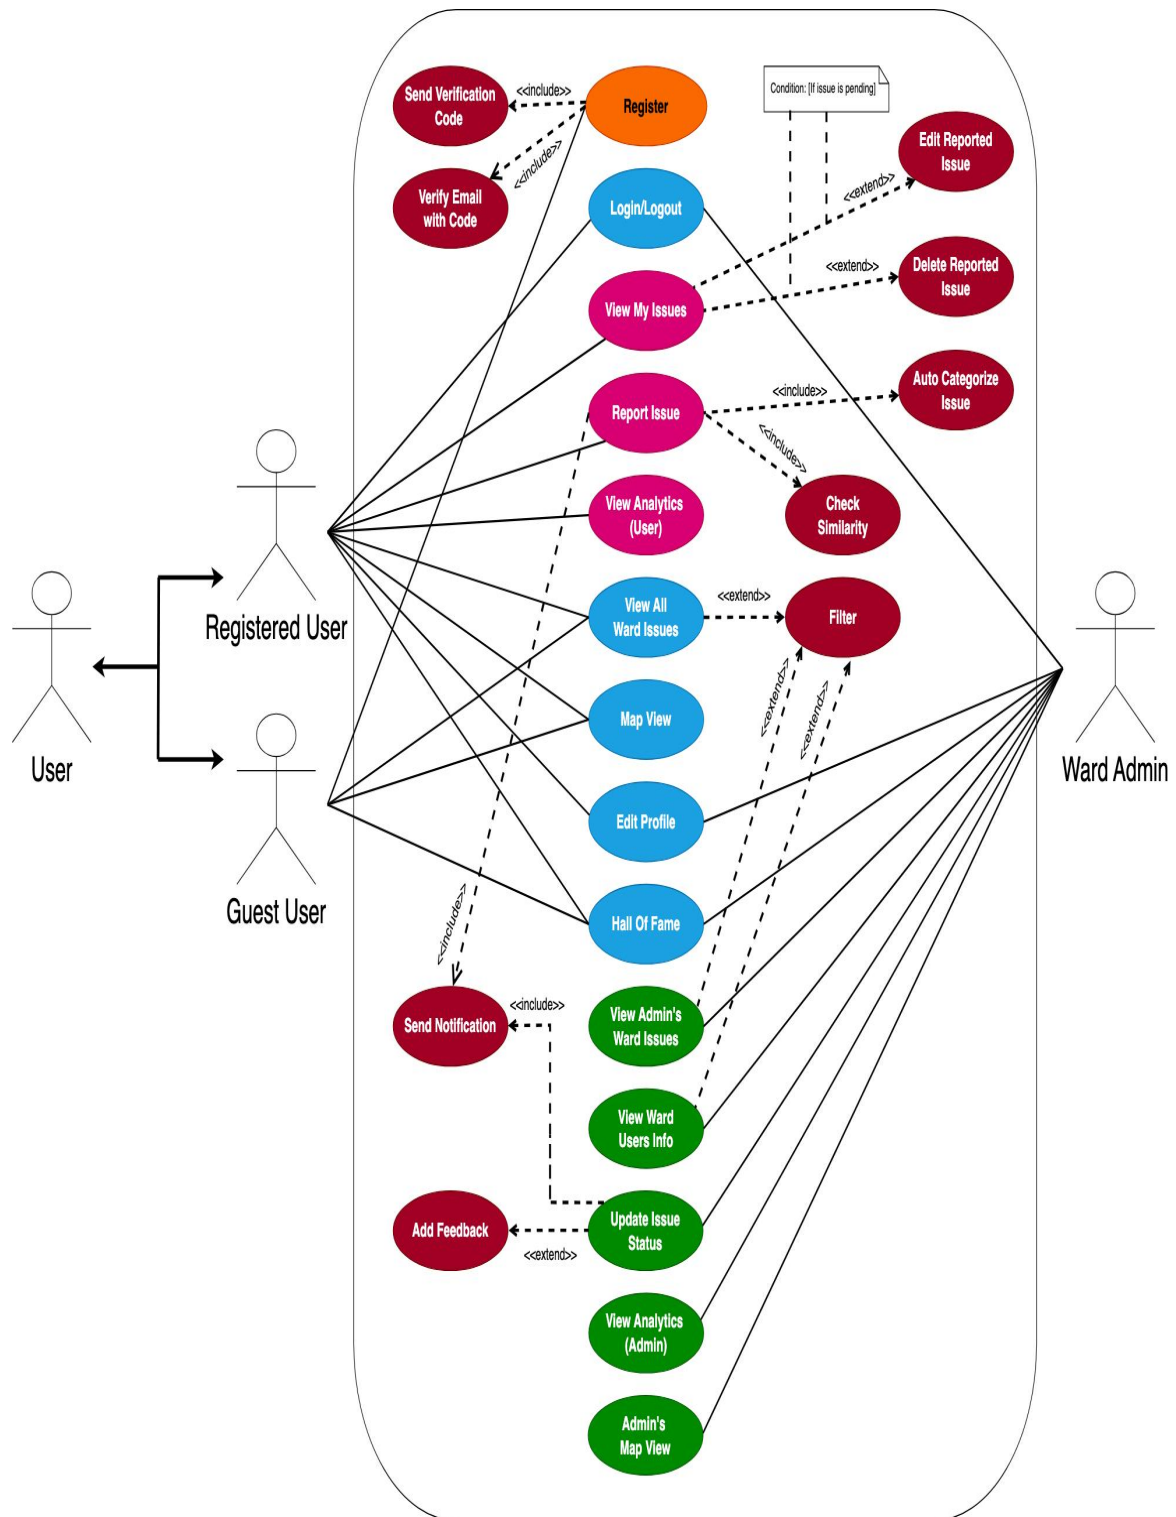 Send Verification
Code
<<include>>
Register
Condition: [If issue is pending]
Edit Reported
Issue
<<include>>
Verify Email
with Code
Login/Logout
<<extend>>
View My Issues
<<extend>>
Delete Reported
Issue
Report Issue
<<include>>
Auto Categorize
Issue
<<include>>
View Analytics
(User)
Check
Similarity
Registered User
View All
Ward Issues
<<extend>>
Filter
<<extend>>
<<extend>>
User
Map View
Ward Admin
Edit Profile
Guest User
Hall Of Fame
<<include>>
Send Notification
<<include>>
View Admin's
Ward Issues
View Ward
Users Info
Add Feedback
<<extend>>
Update Issue
Status
View Analytics
(Admin)
Admin's
Map View